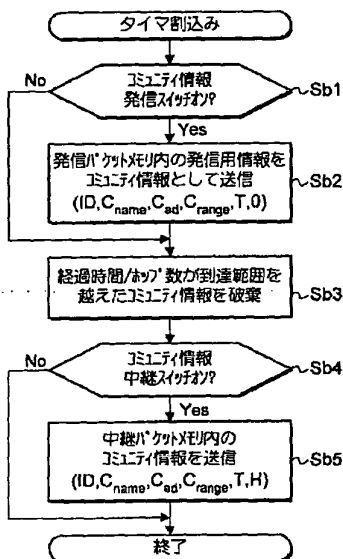 タイマ割込み
No
コミュニティ情報
発信スイッチオン?
Sb1
Yes
発信パケットメモリ内の発信用情報を
コミュニティ情報として送信
(ID,Cname,Cad,Crange,T,0)
Sb2
経過時間/ホップ数が到達範囲を
越えたコミュニティ情報を破棄
Sb3
No
コミュニティ情報
中継スイッチオン?
Sb4
Yes
中継パケットメモリ内の
コミュニティ情報を送信
(ID,Cname,Cad,Crange,T,H)
Sb5
終了